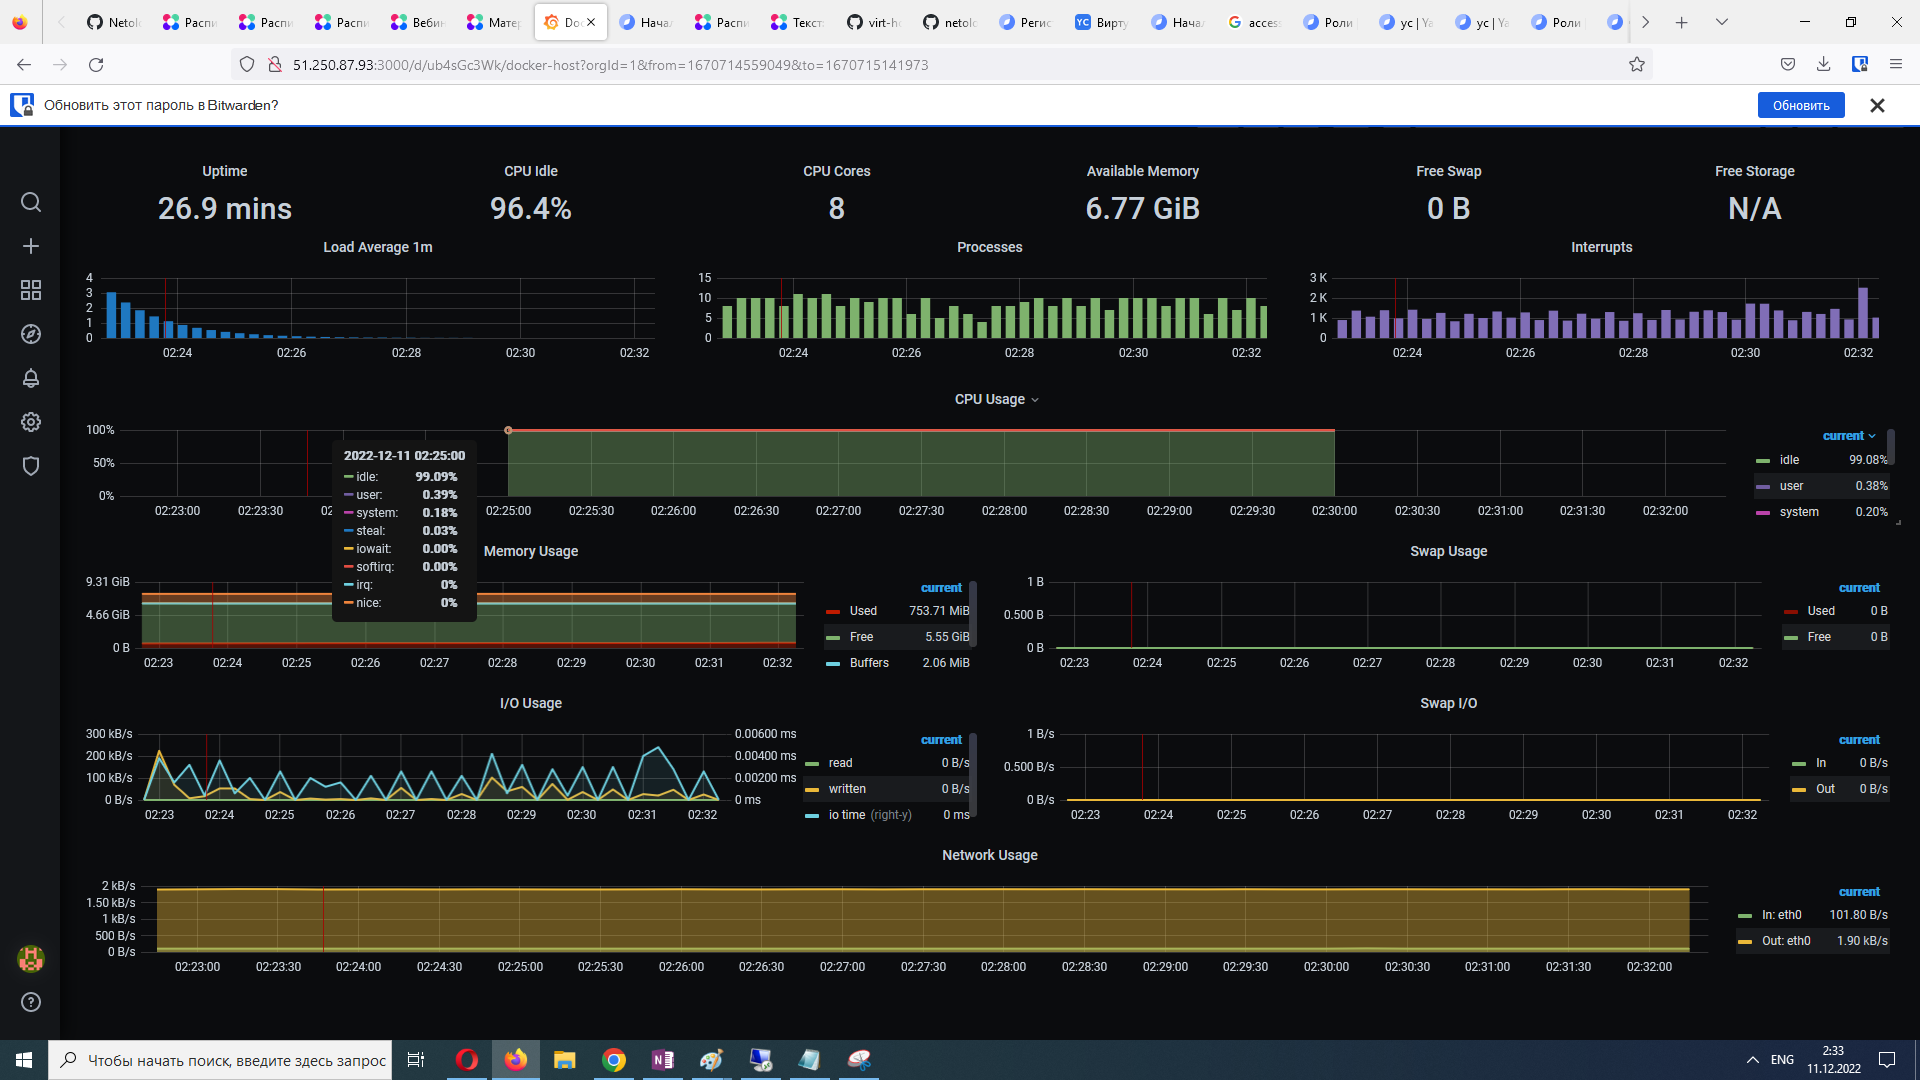 Netol
Распи
Распи
Распи
Вебин
Матер
Doc
Начал
Распи
Текст
virt-ho
netolo
Регист
YC Вирту
Начал
access
Роли
yc | Ya
yc | Ya
Роли
51.250.87.93:3000/d/ub4sGc3Wk/docker-host?orgId=1&from=1670714559049&to=1670715141973
Обновить этот пароль в Bitwarden?
Обновить
Uptime
26.9 mins
CPU Idle
96.4%
CPU Cores
8
Available Memory
6.77 GiB
Free Swap
0 B
Free Storage
N/A
Load Average 1m
4
3
2
1
0
02:24 02:26 02:28 02:30 02:32
Processes
15
10
5
0
02:24 02:26 02:28 02:30 02:32
Interrupts
3 K
2 K
1 K
0
02:24 02:26 02:28 02:30 02:32
CPU Usage
100%
50%
0%
02:23:00 02:23:30 02:25:00 02:25:30 02:26:00 02:26:30 02:27:00 02:27:30 02:28:00 02:28:30 02:29:00 02:29:30 02:30:00 02:30:30 02:31:00 02:31:30 02:32:00
current
idle 99.08%
user 0.38%
system 0.20%
2022-12-11 02:25:00
idle: 99.09%
user: 0.39%
system: 0.18%
steal: 0.03%
iowait: 0.00%
softirq: 0.00%
irq: 0%
nice: 0%
Memory Usage
9.31 GiB
4.66 GiB
0 B
02:23 02:24 02:25 02:26 02:27 02:28 02:29 02:30 02:31 02:32
current
Used 753.71 MiB
Free 5.55 GiB
Buffers 2.06 MiB
Swap Usage
1 B
0.500 B
0 B
02:23 02:24 02:25 02:26 02:27 02:28 02:29 02:30 02:31 02:32
current
Used 0 B
Free 0 B
I/O Usage
300 kB/s
200 kB/s
100 kB/s
0 B/s
0.00600 ms
0.00400 ms
0.00200 ms
0 ms
02:23 02:24 02:25 02:26 02:27 02:28 02:29 02:30 02:31 02:32
current
read 0 B/s
written 0 B/s
io time (right-y) 0 ms
Swap I/O
1 B/s
0.500 B/s
0 B/s
02:23 02:24 02:25 02:26 02:27 02:28 02:29 02:30 02:31 02:32
current
In 0 B/s
Out 0 B/s
Network Usage
2 kB/s
1.50 kB/s
1 kB/s
500 B/s
0 B/s
02:23:00 02:23:30 02:24:00 02:24:30 02:25:00 02:25:30 02:26:00 02:26:30 02:27:00 02:27:30 02:28:00 02:28:30 02:29:00 02:29:30 02:30:00 02:30:30 02:31:00 02:31:30 02:32:00
current
In: eth0 101.80 B/s
Out: eth0 1.90 kB/s
Чтобы начать поиск, введите здесь запрос
ENG
2:33
11.12.2022